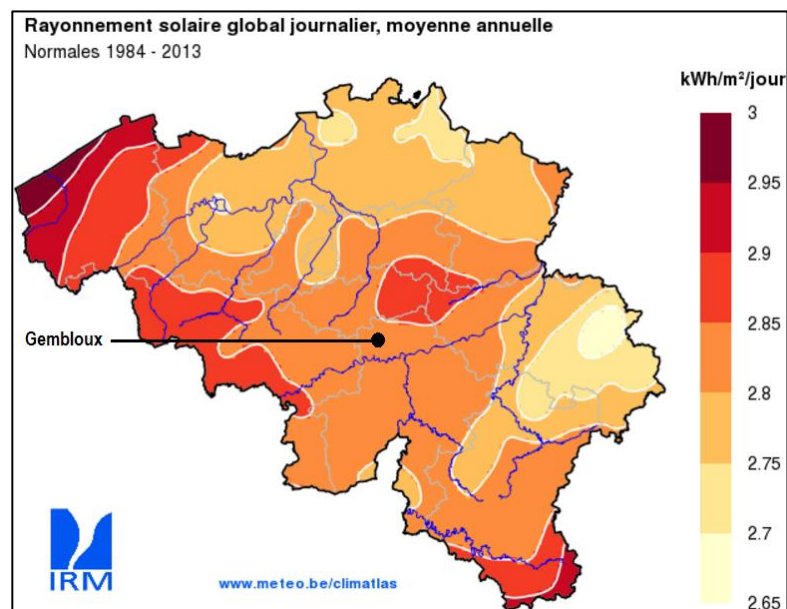 Rayonnement solaire global journalier, moyenne annuelle
Normales 1984 - 2013
kWh/m²/jour
3
2.95
2.9
2.85
2.8
2.75
2.7
2.65
Gembloux
IRM
www.meteo.be/climatlas